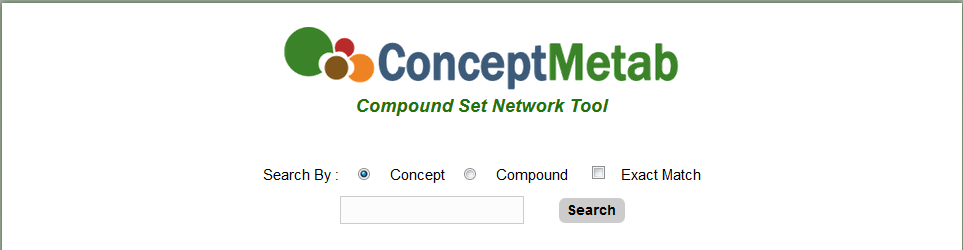 ConceptMetab
Compound Set Network Tool
Search By : Concept Compound Exact Match
Search